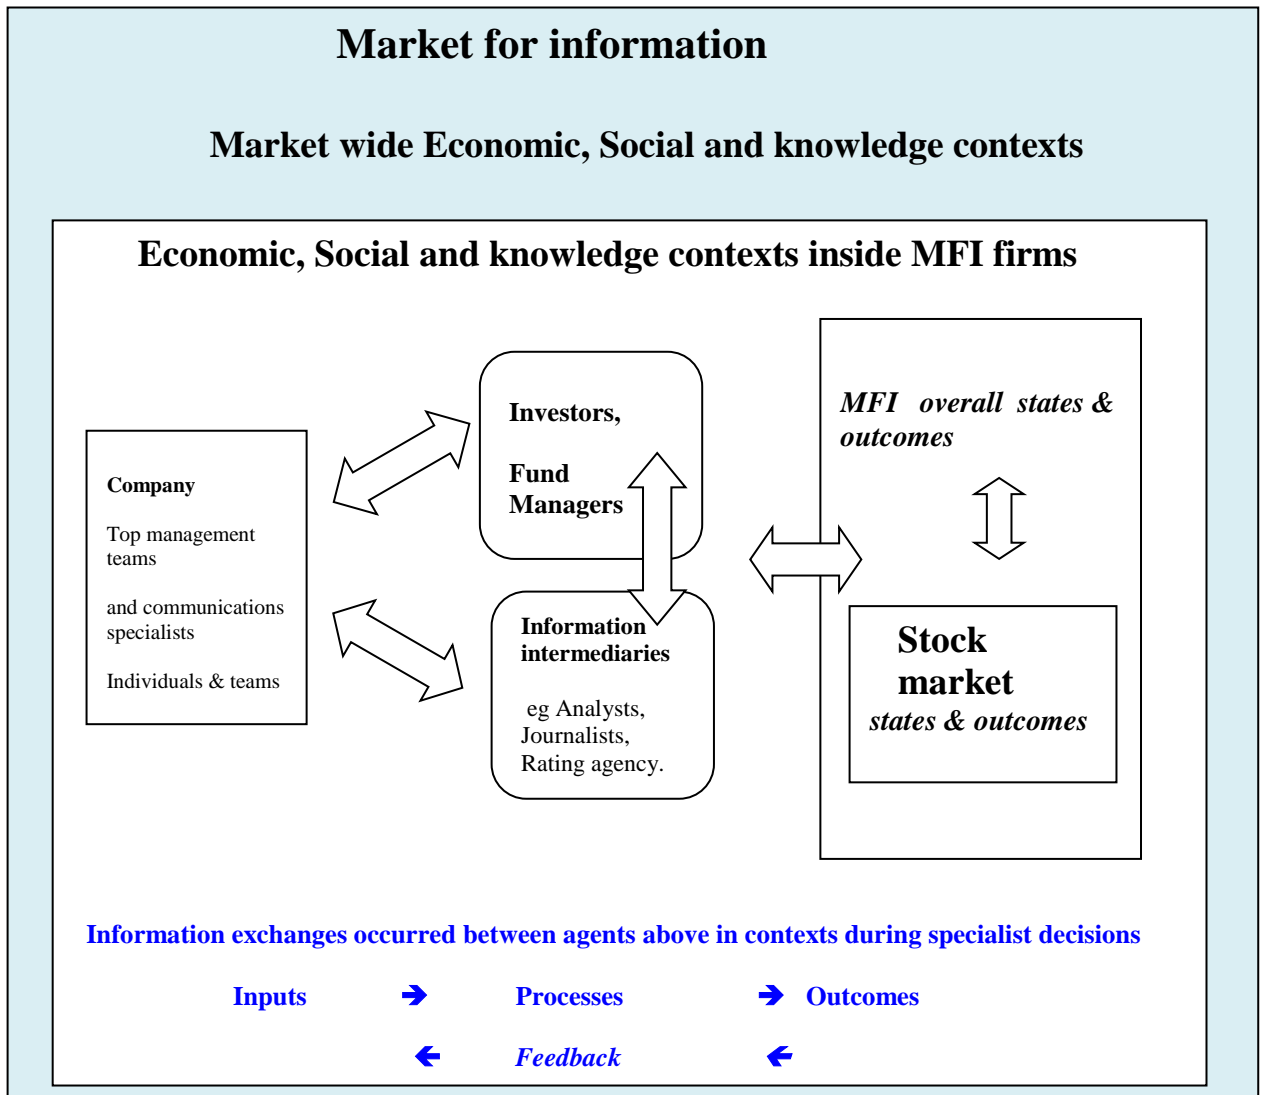 Market for information
Market wide Economic, Social and knowledge contexts
Economic, Social and knowledge contexts inside MFI firms
Company
Top management
teams
and communications
specialists
Individuals & teams
Investors,
Fund
Managers
Information
intermediaries
eg Analysts,
Journalists,
Rating agency.
MFI overall states &
outcomes
Stock
market
states & outcomes
Information exchanges occurred between agents above in contexts during specialist decisions
Inputs → Processes → Outcomes
← Feedback ←